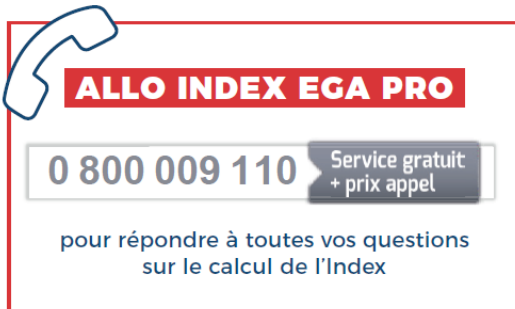 ALLO INDEX EGA PRO
0 800 009 110
Service gratuit
+ prix appel
pour répondre à toutes vos questions
sur le calcul de l'Index